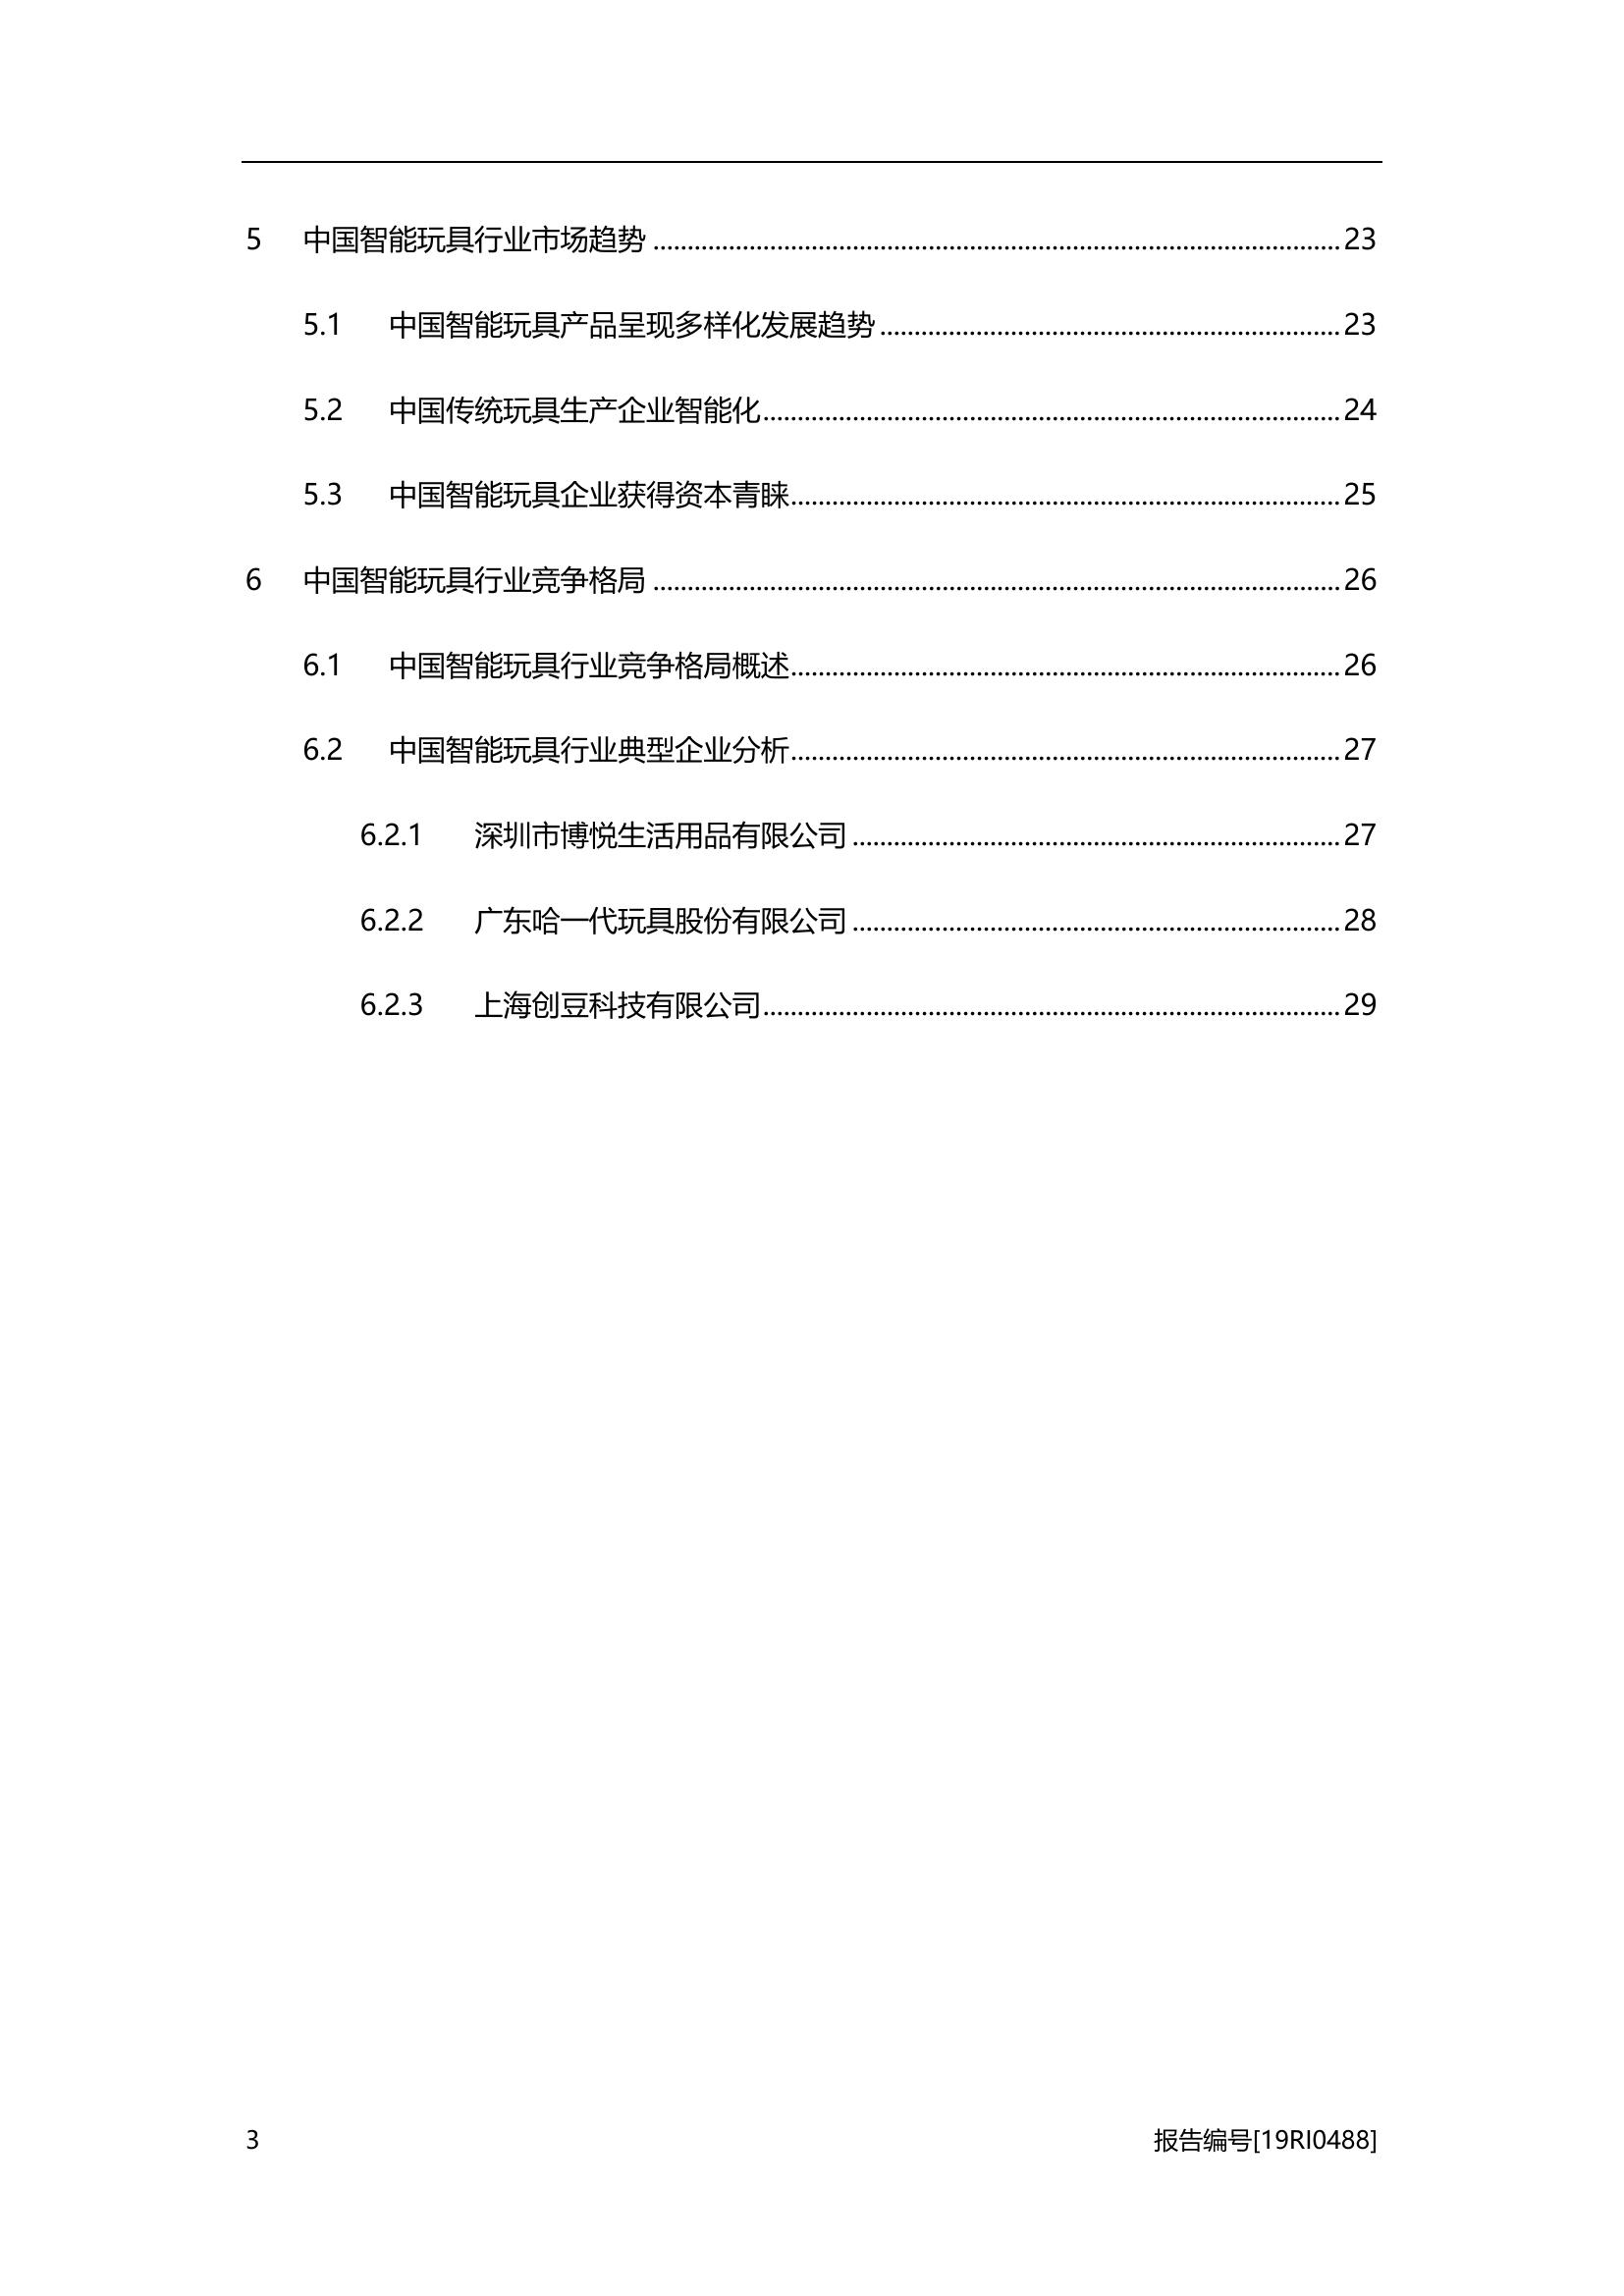 5 中国智能玩具行业市场趋势 ........ 23
5.1 中国智能玩具产品呈现多样化发展趋势 ........ 23
5.2 中国传统玩具生产企业智能化 ........ 24
5.3 中国智能玩具企业获得资本青睐 ........ 25
6 中国智能玩具行业竞争格局 ........ 26
6.1 中国智能玩具行业竞争格局概述 ........ 26
6.2 中国智能玩具行业典型企业分析 ........ 27
6.2.1 深圳市博悦生活用品有限公司 ........ 27
6.2.2 广东哈一代玩具股份有限公司 ........ 28
6.2.3 上海创豆科技有限公司 ........ 29
3 报告编号[19RI0488]